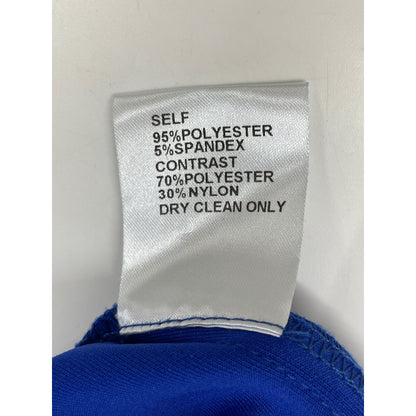 SELF
95%POLYESTER
5%SPANDEX
CONTRAST
70%POLYESTER
30%NYLON
DRY CLEAN ONLY